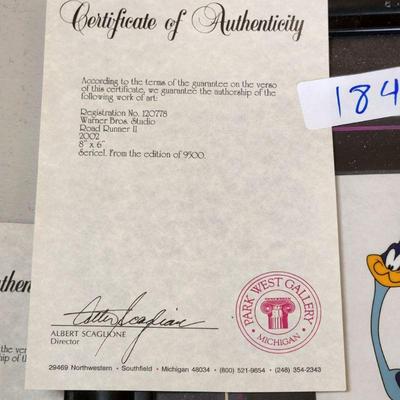 Certificate of Authenticity
According to the terms of the guarantee on the verso
of this certificate, we guarantee the authorship of the
following work of art:
Registration No. 120778
Warner Bros. Studio
Road Runner II
2002
8" x 6"
Sericel. From the edition of 9500.
184
ALBERT SCAGLIONE
Director
PARK WEST GALLERY
• MICHIGAN •
29469 Northwestern • Southfield, Michigan 48034 • (800) 521-9654 • (248) 354-2343